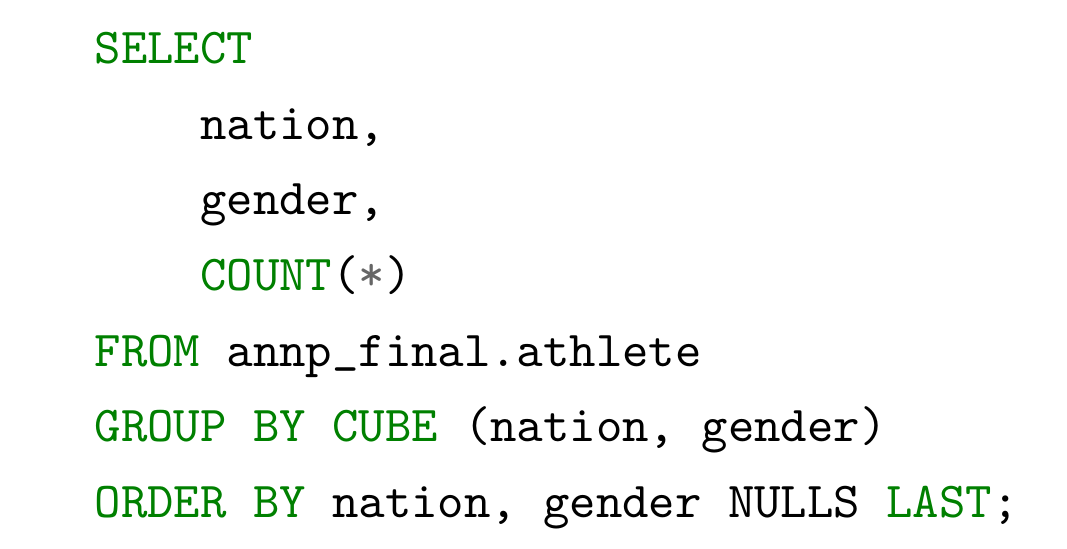 SELECT
    nation,
    gender,
    COUNT(*)
FROM annp_final.athlete
GROUP BY CUBE (nation, gender)
ORDER BY nation, gender NULLS LAST;